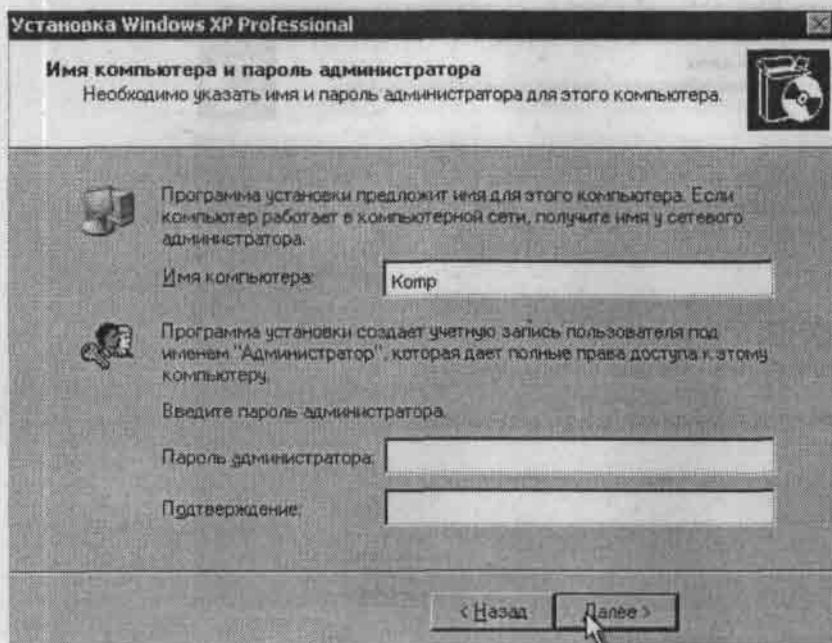 Установка Windows XP Professional
Имя компьютера и пароль администратора
Необходимо указать имя и пароль администратора для этого компьютера.
Программа установки предложит имя для этого компьютера. Если
компьютер работает в компьютерной сети, получите имя у сетевого
администратора.
Имя компьютера:
Komp
Программа установки создает учетную запись пользователя под
именем "Администратор", которая дает полные права доступа к этому
компьютеру.
Введите пароль администратора.
Пароль администратора:
Подтверждение:
< Назад
Далее >